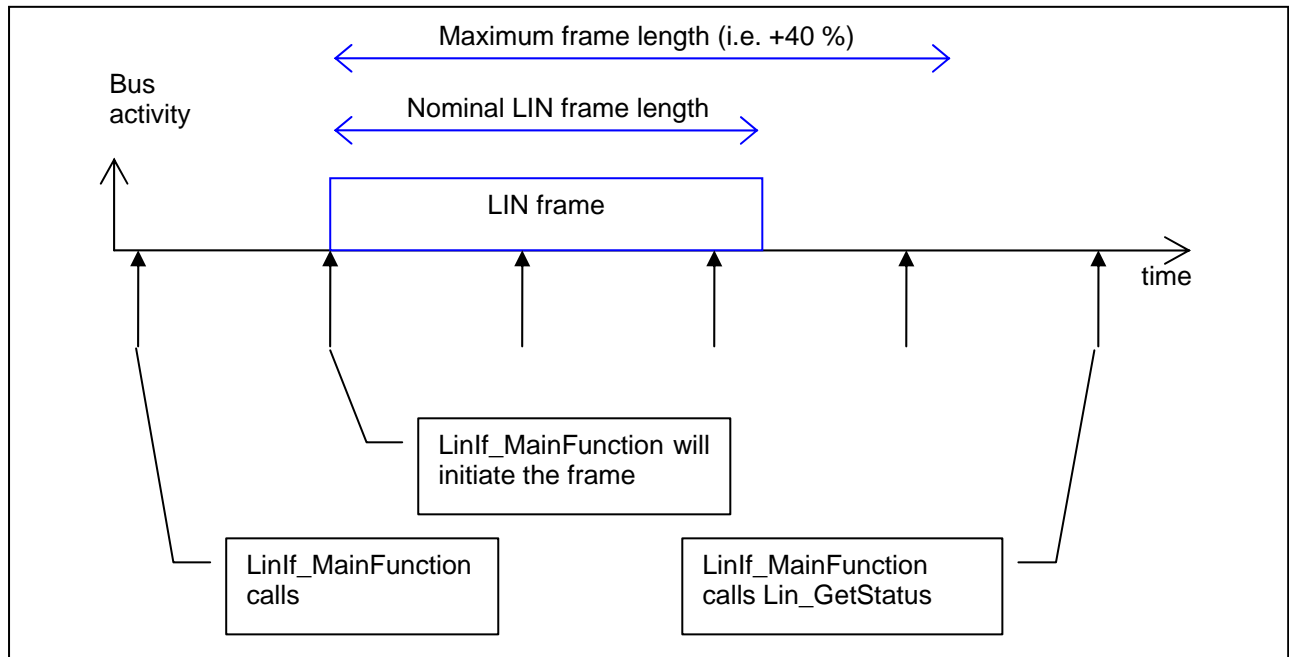 Maximum frame length (i.e. +40 %)
Bus
activity
Nominal LIN frame length
LIN frame
time
LinIf_MainFunction will
initiate the frame
LinIf_MainFunction
calls
LinIf_MainFunction
calls Lin_GetStatus